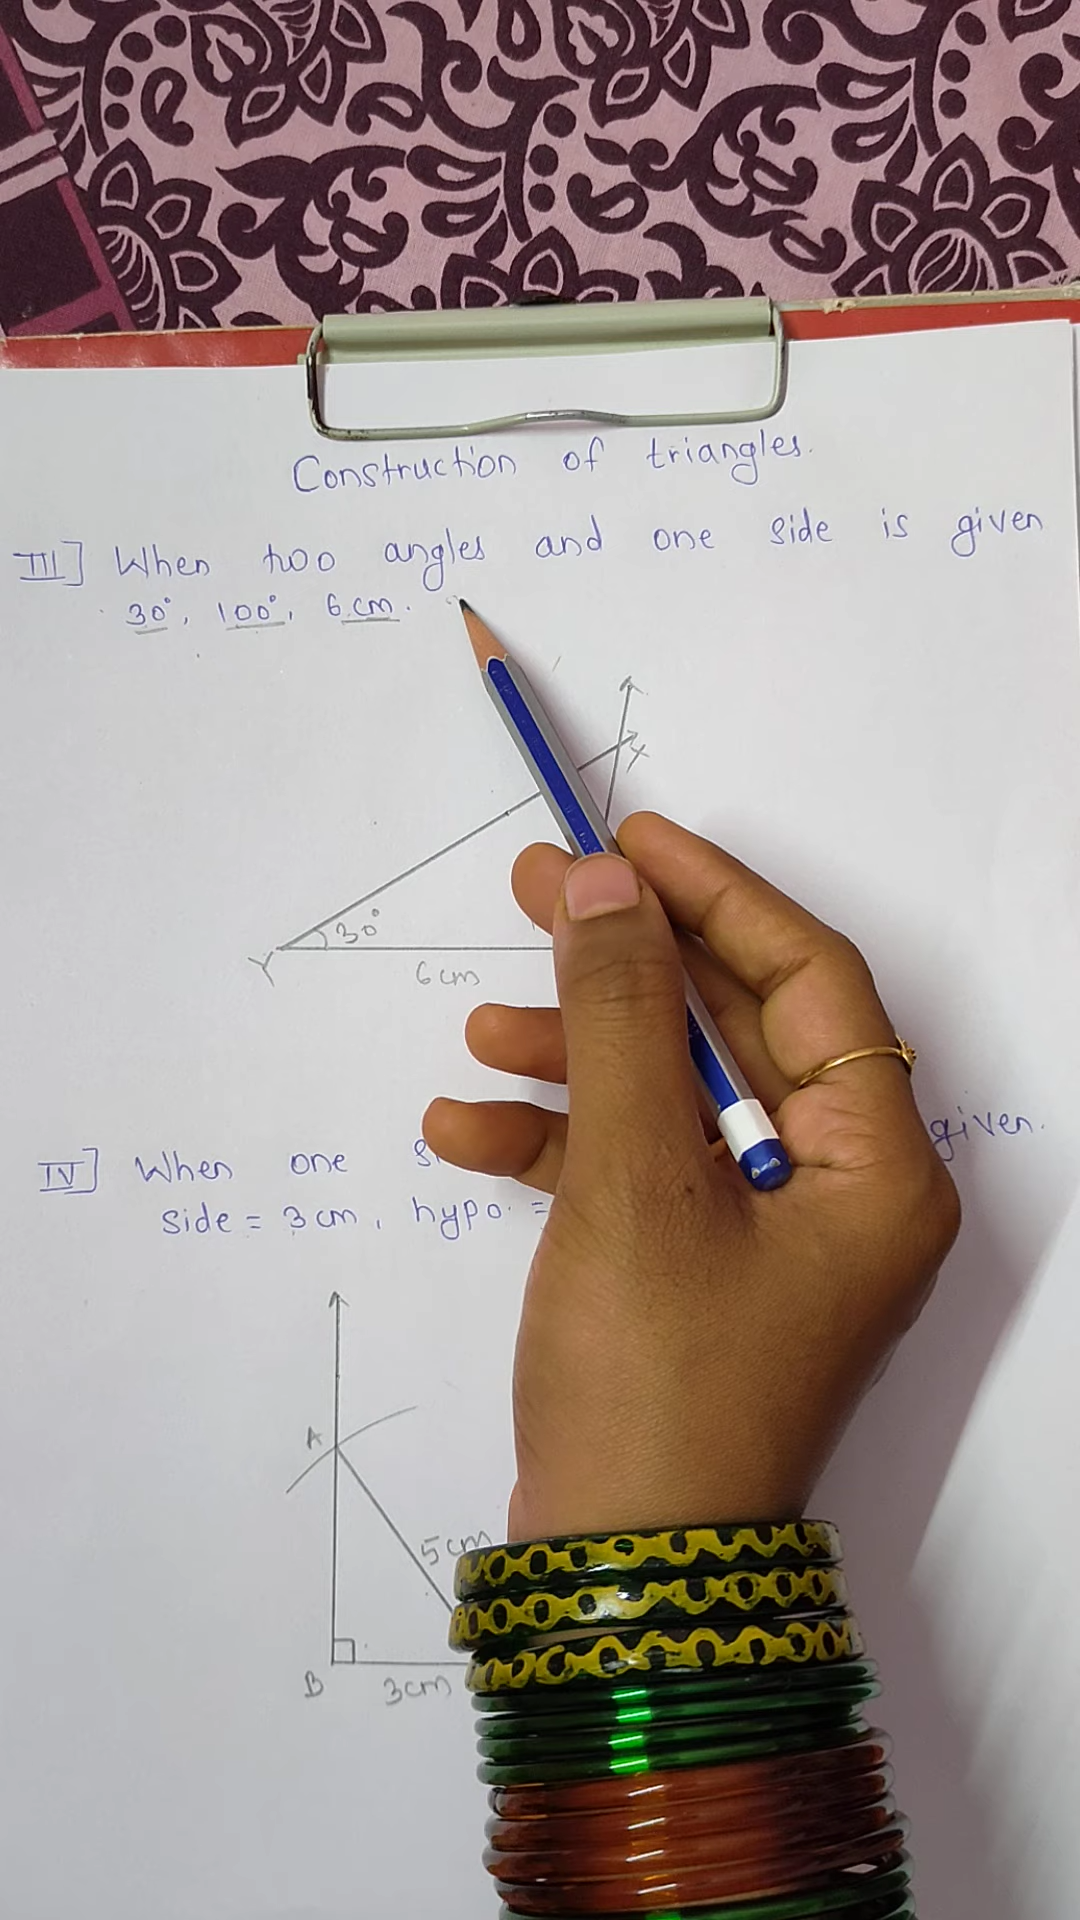 Construction of triangles.
III] When two angles and one side is given
30°, 100°, 6 cm.
X
30°
Y
6 cm
IV] When one given.
side = 3 cm, hypo. =
A
5 cm
B
3 cm